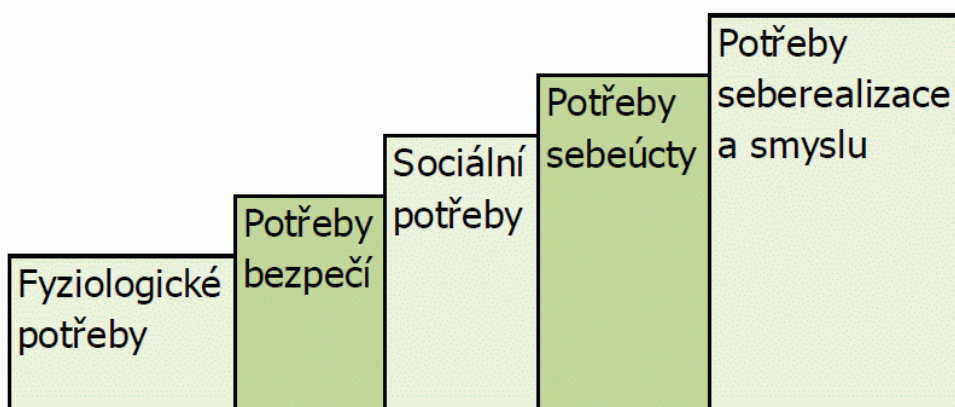 Fyziologické
potřeby
Potřeby
bezpečí
Sociální
potřeby
Potřeby
sebeúcty
Potřeby
seberealizace
a smyslu